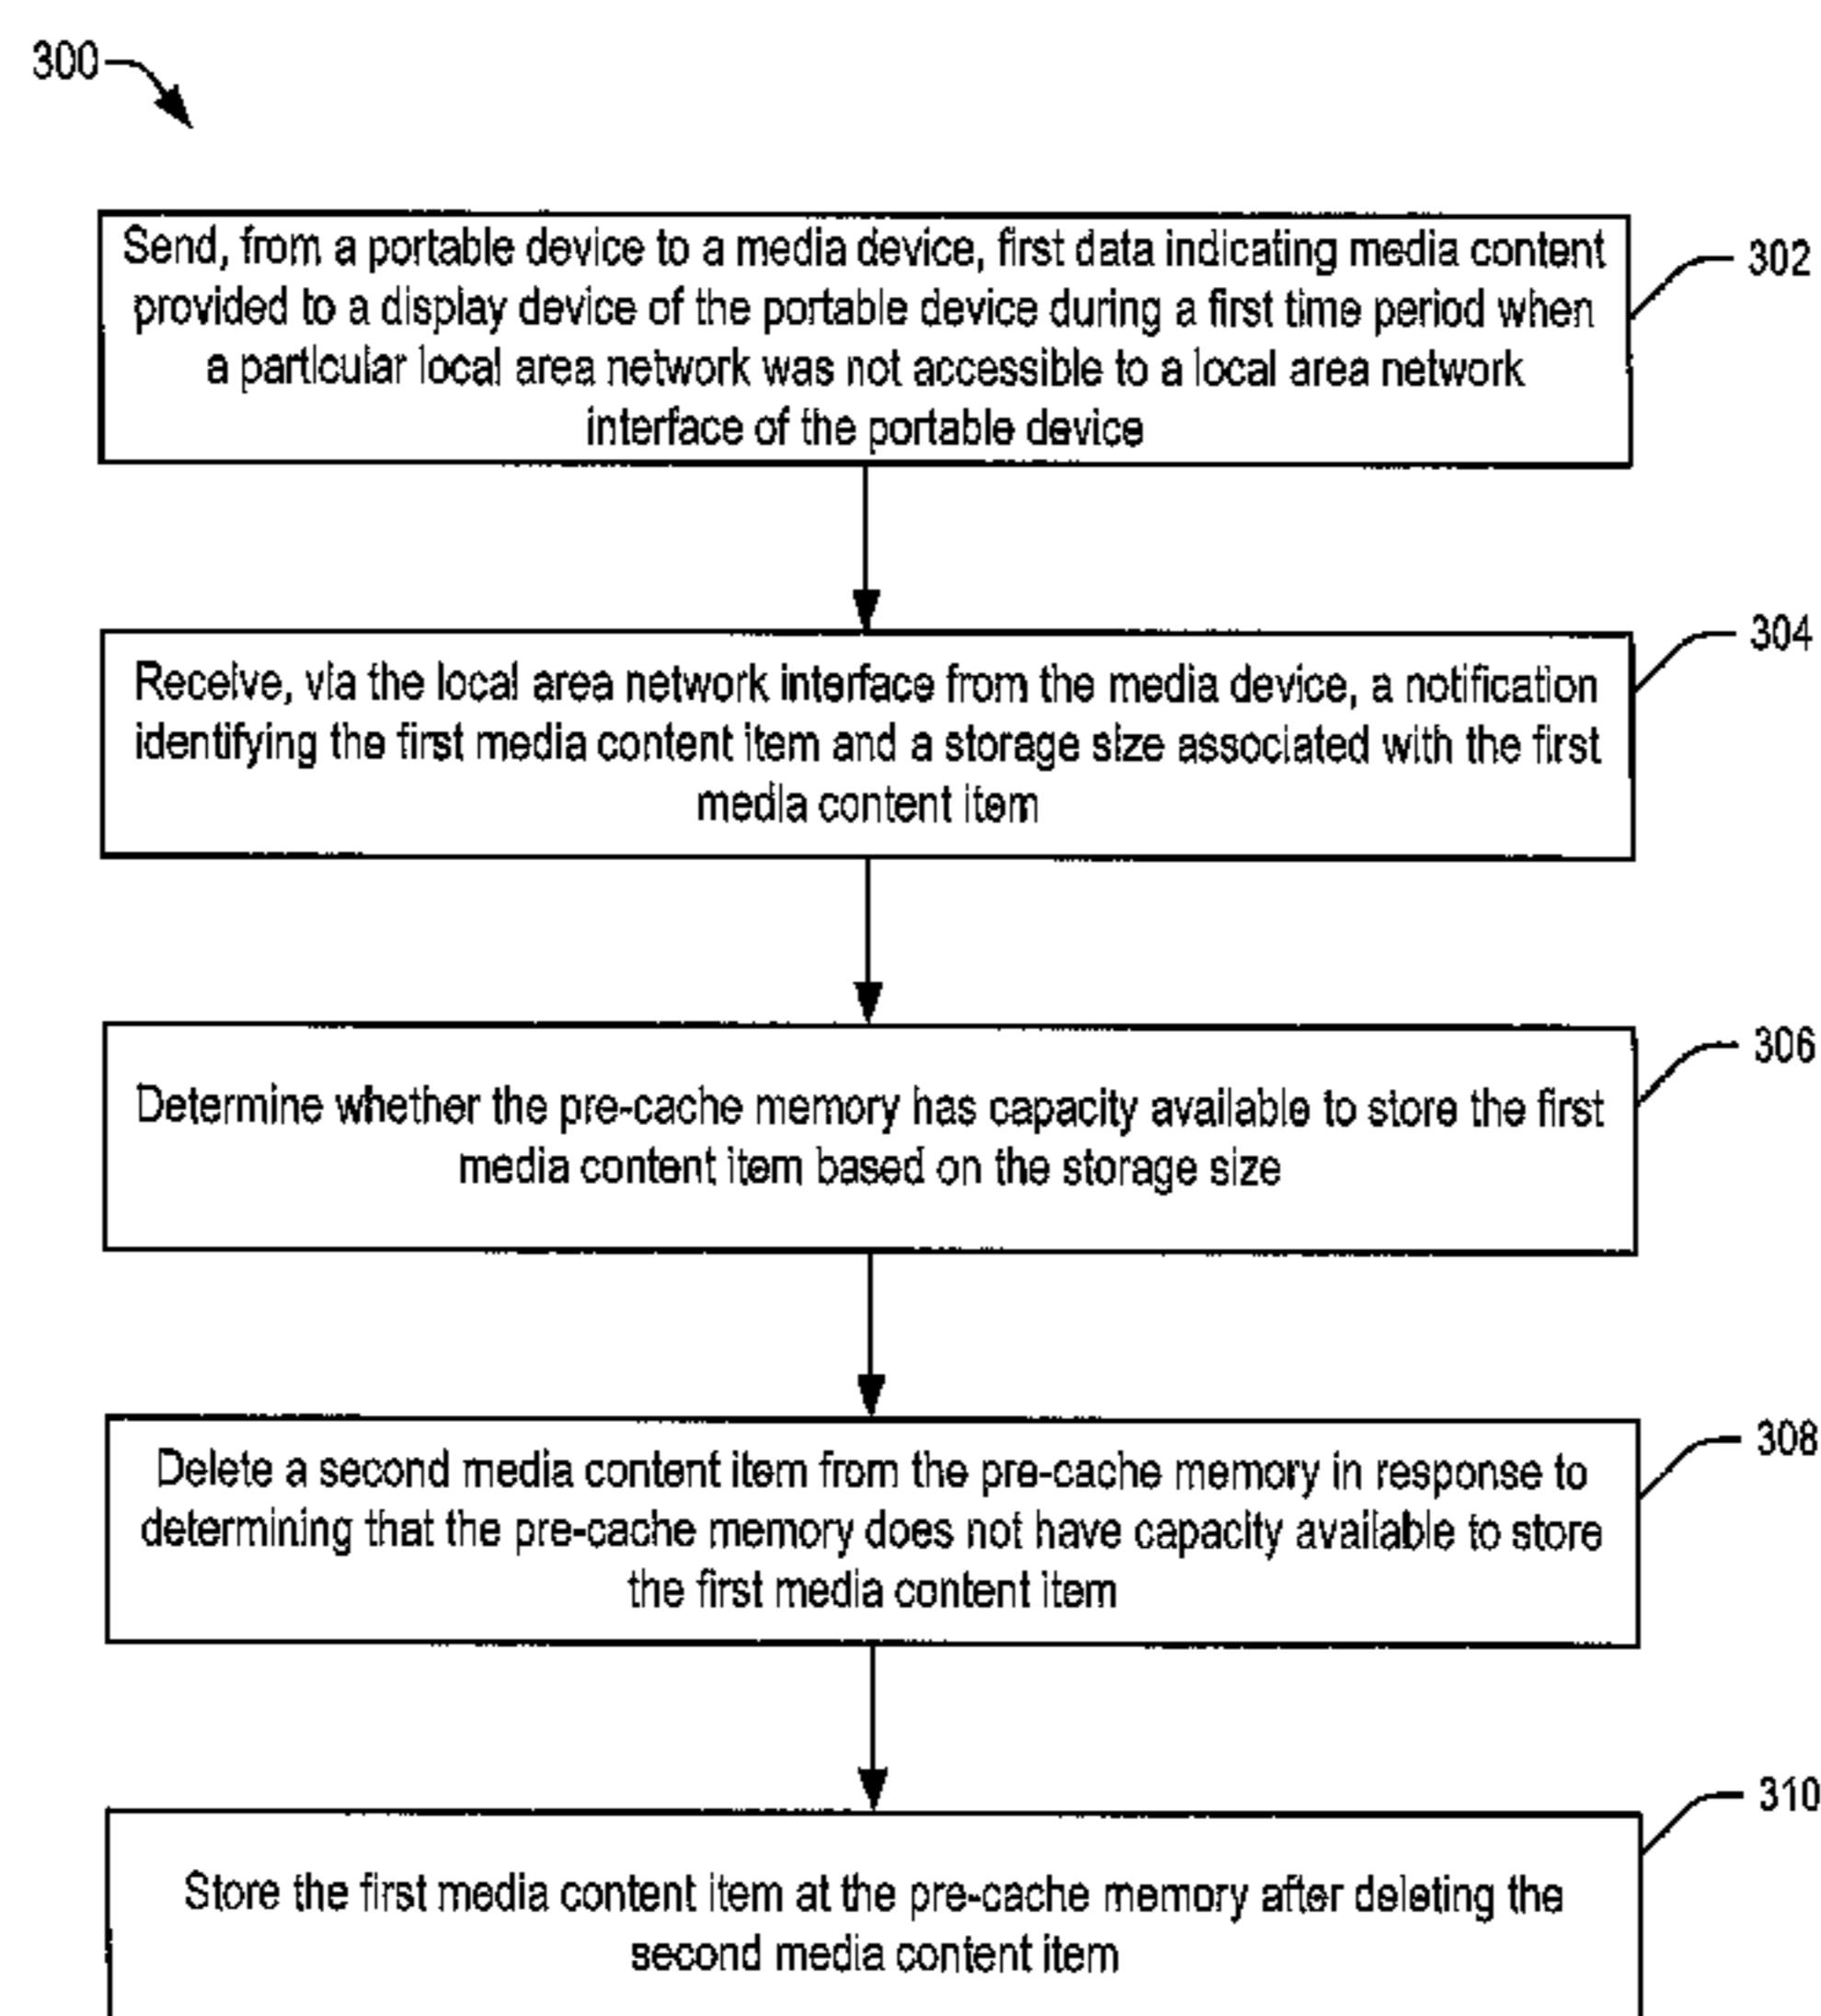 300
Send, from a portable device to a media device, first data indicating media content
provided to a display device of the portable device during a first time period when
a particular local area network was not accessible to a local area network
interface of the portable device
302
Receive, via the local area network interface from the media device, a notification
identifying the first media content item and a storage size associated with the first
media content item
304
Determine whether the pre-cache memory has capacity available to store the first
media content item based on the storage size
306
Delete a second media content item from the pre-cache memory in response to
determining that the pre-cache memory does not have capacity available to store
the first media content item
308
Store the first media content item at the pre-cache memory after deleting the
second media content item
310